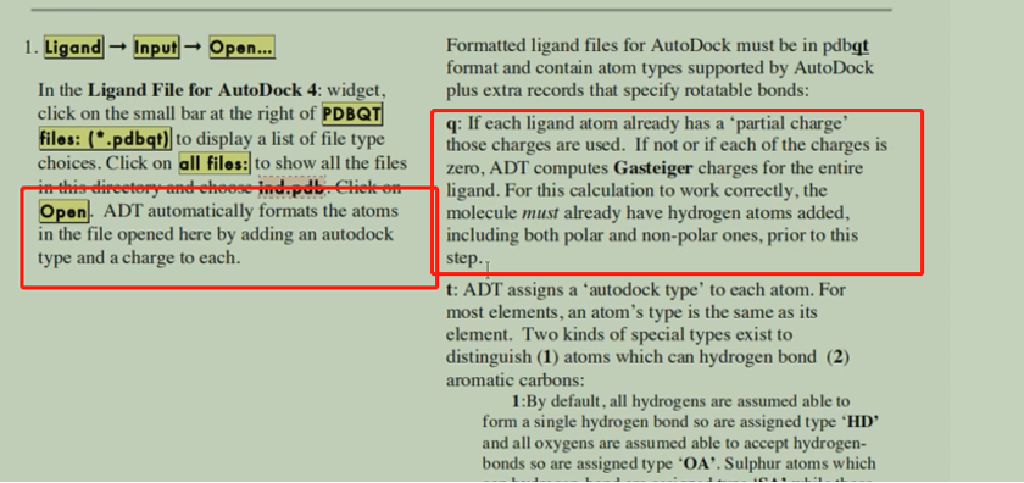 1. Ligand → Input → Open...
In the Ligand File for AutoDock 4: widget,
click on the small bar at the right of PDBQT
files: (*.pdbqt) to display a list of file type
choices. Click on all files: to show all the files
in this directory and choose ind.pdb. Click on
Open. ADT automatically formats the atoms
in the file opened here by adding an autodock
type and a charge to each.
Formatted ligand files for AutoDock must be in pdbqt
format and contain atom types supported by AutoDock
plus extra records that specify rotatable bonds:
q: If each ligand atom already has a ‘partial charge’
those charges are used. If not or if each of the charges is
zero, ADT computes Gasteiger charges for the entire
ligand. For this calculation to work correctly, the
molecule must already have hydrogen atoms added,
including both polar and non-polar ones, prior to this
step.
t: ADT assigns a ‘autodock type’ to each atom. For
most elements, an atom’s type is the same as its
element. Two kinds of special types exist to
distinguish (1) atoms which can hydrogen bond (2)
aromatic carbons:
1:By default, all hydrogens are assumed able to
form a single hydrogen bond so are assigned type ‘HD’
and all oxygens are assumed able to accept hydrogen-
bonds so are assigned type ‘OA’. Sulphur atoms which